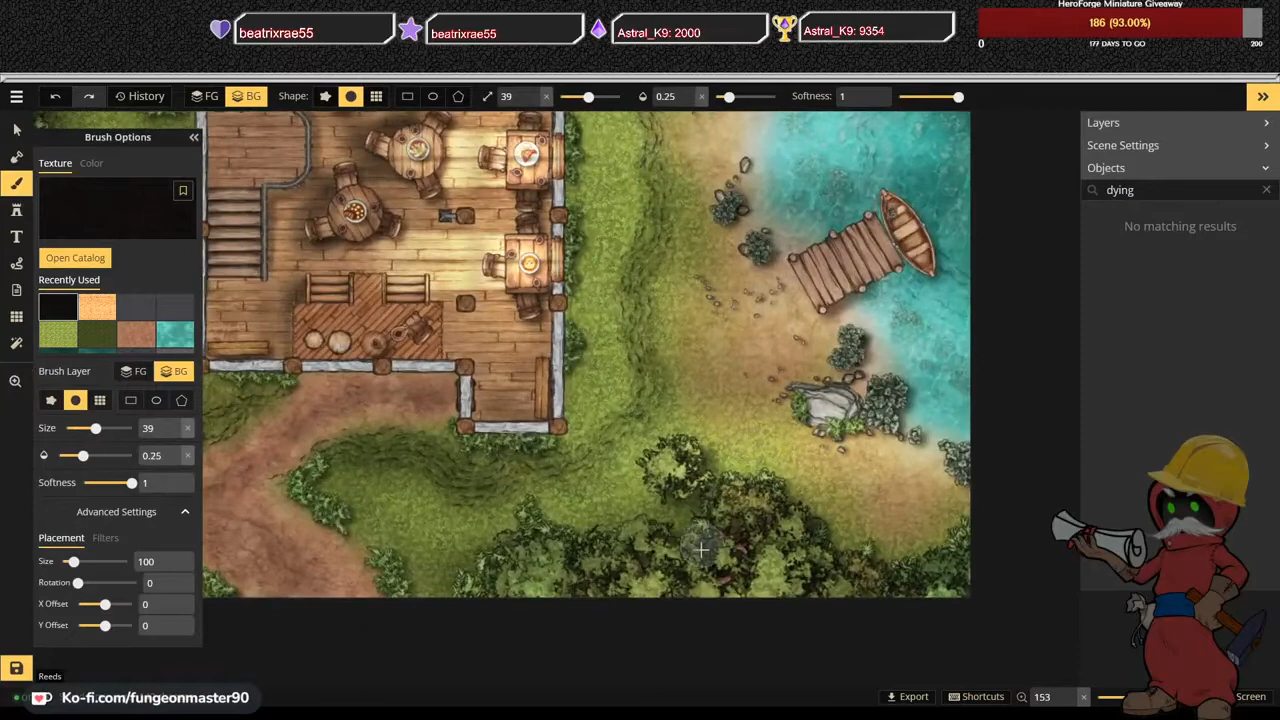 HeroForge Miniature Giveaway
beatrixrae55
beatrixrae55
Astral_K9: 2000
Astral_K9: 9354
186 (93.00%)
0
177 DAYS TO GO
200
History
FG
BG
Shape:
39
0.25
Softness:
1
Brush Options
Texture
Color
Open Catalog
Recently Used
Brush Layer
FG
BG
Size
39
0.25
Softness
1
Advanced Settings
Placement
Filters
Size
100
Rotation
0
X Offset
0
Y Offset
0
Layers
Scene Settings
Objects
dying
No matching results
Reeds
Ko-fi.com/fungeonmaster90
Export
Shortcuts
153
Screen